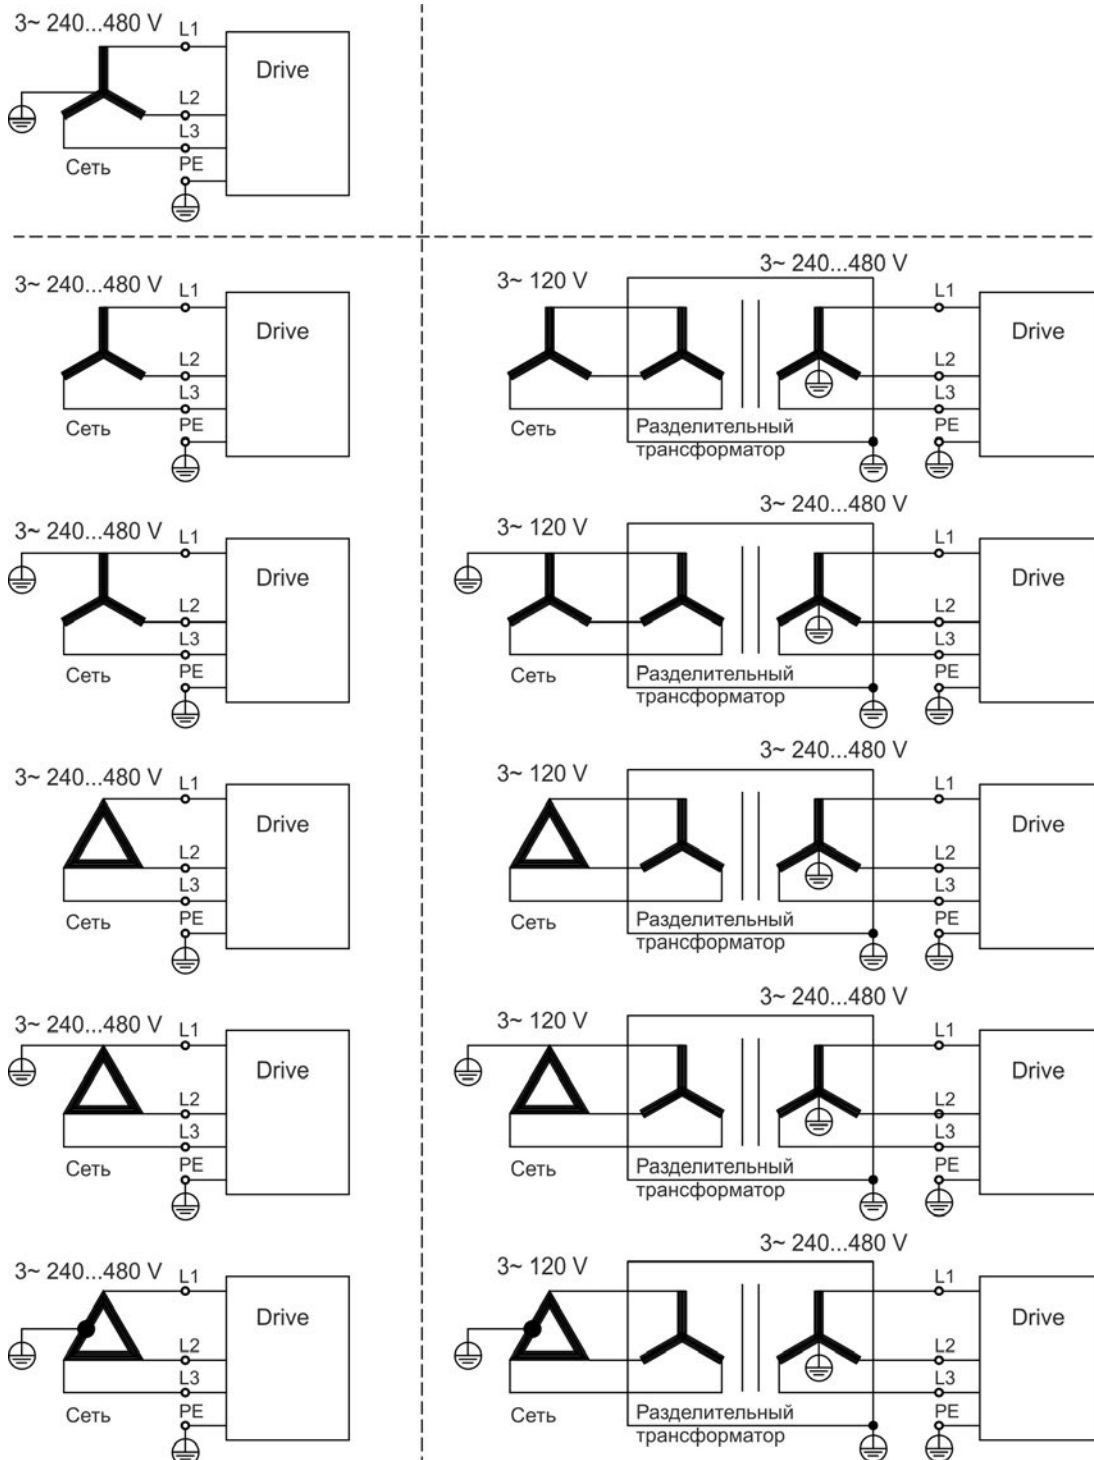 3~ 240...480 V
L1
Drive
L2
L3
PE
Сеть
3~ 240...480 V
L1
Drive
L2
L3
PE
Сеть
3~ 120 V
3~ 240...480 V
L1
Drive
L2
L3
PE
Сеть
Разделительный
трансформатор
3~ 240...480 V
L1
Drive
L2
L3
PE
Сеть
3~ 120 V
3~ 240...480 V
L1
Drive
L2
L3
PE
Сеть
Разделительный
трансформатор
3~ 240...480 V
L1
Drive
L2
L3
PE
Сеть
3~ 120 V
3~ 240...480 V
L1
Drive
L2
L3
PE
Сеть
Разделительный
трансформатор
3~ 240...480 V
L1
Drive
L2
L3
PE
Сеть
3~ 120 V
3~ 240...480 V
L1
Drive
L2
L3
PE
Сеть
Разделительный
трансформатор
3~ 240...480 V
L1
Drive
L2
L3
PE
Сеть
3~ 120 V
3~ 240...480 V
L1
Drive
L2
L3
PE
Сеть
Разделительный
трансформатор